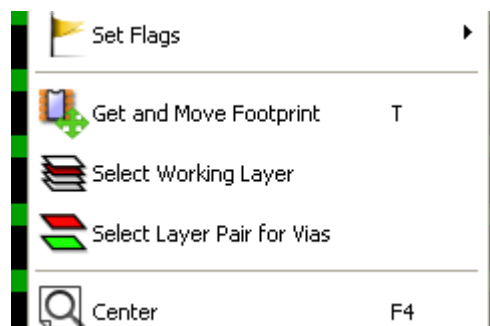 Set Flags
Get and Move Footprint T
Select Working Layer
Select Layer Pair for Vias
Center F4